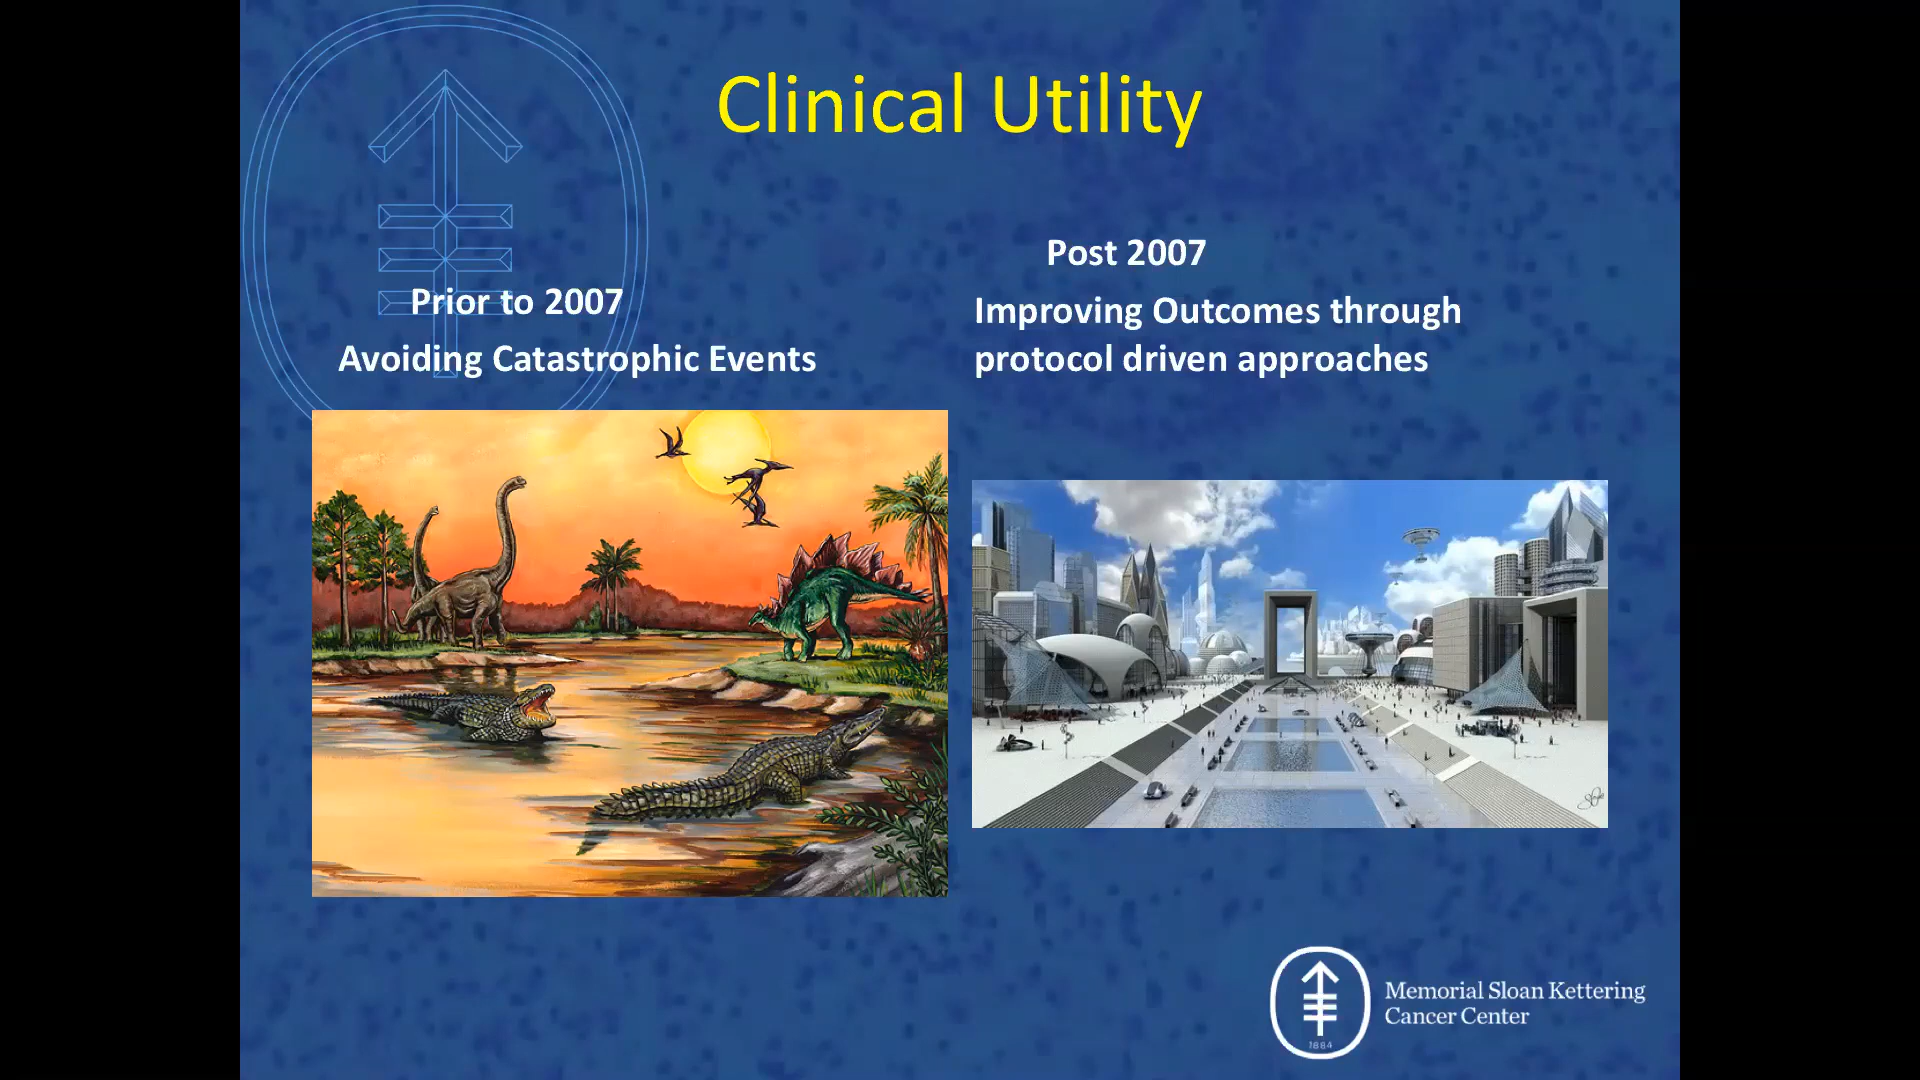 Clinical Utility
Prior to 2007
Avoiding Catastrophic Events
Post 2007
Improving Outcomes through
protocol driven approaches
Memorial Sloan Kettering
Cancer Center
1884